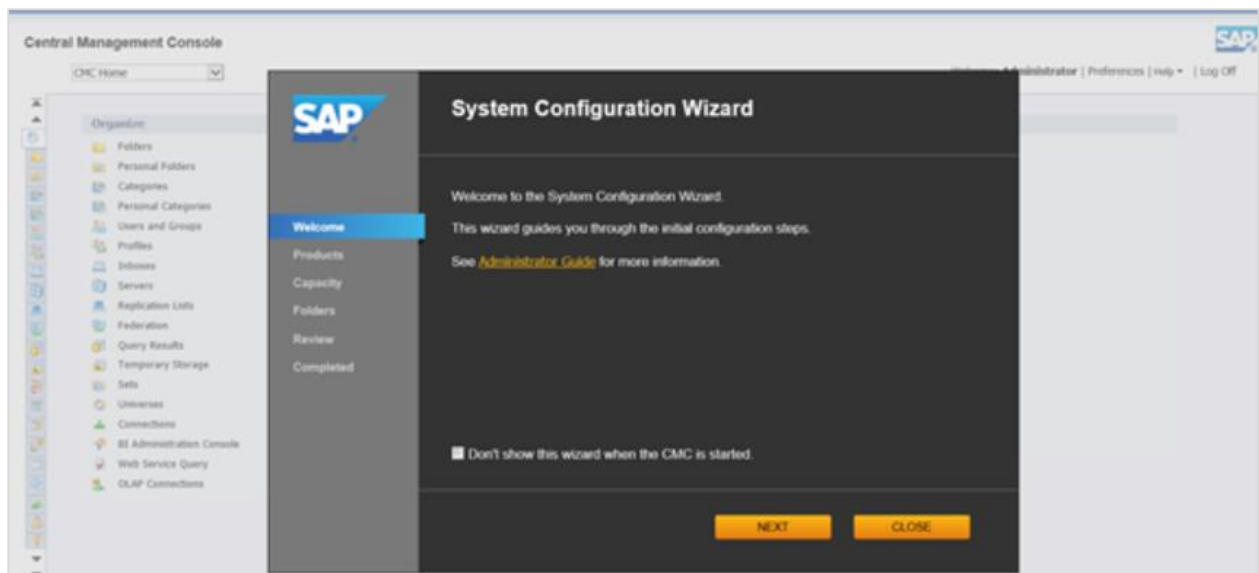 Central Management Console
SAP
CMC Home
Administrator | Preferences | Help | Log Off
Organize
Folders
Personal Folders
Categories
Personal Categories
Users and Groups
Profiles
Inboxes
Servers
Replication Lists
Federation
Query Results
Temporary Storage
Sets
Universes
Connections
BI Administration Console
Web Service Query
OLAP Connections
SAP
System Configuration Wizard
Welcome
Products
Capacity
Folders
Review
Completed
Welcome to the System Configuration Wizard.
This wizard guides you through the initial configuration steps.
See Administrator Guide for more information.
Don't show this wizard when the CMC is started.
NEXT
CLOSE